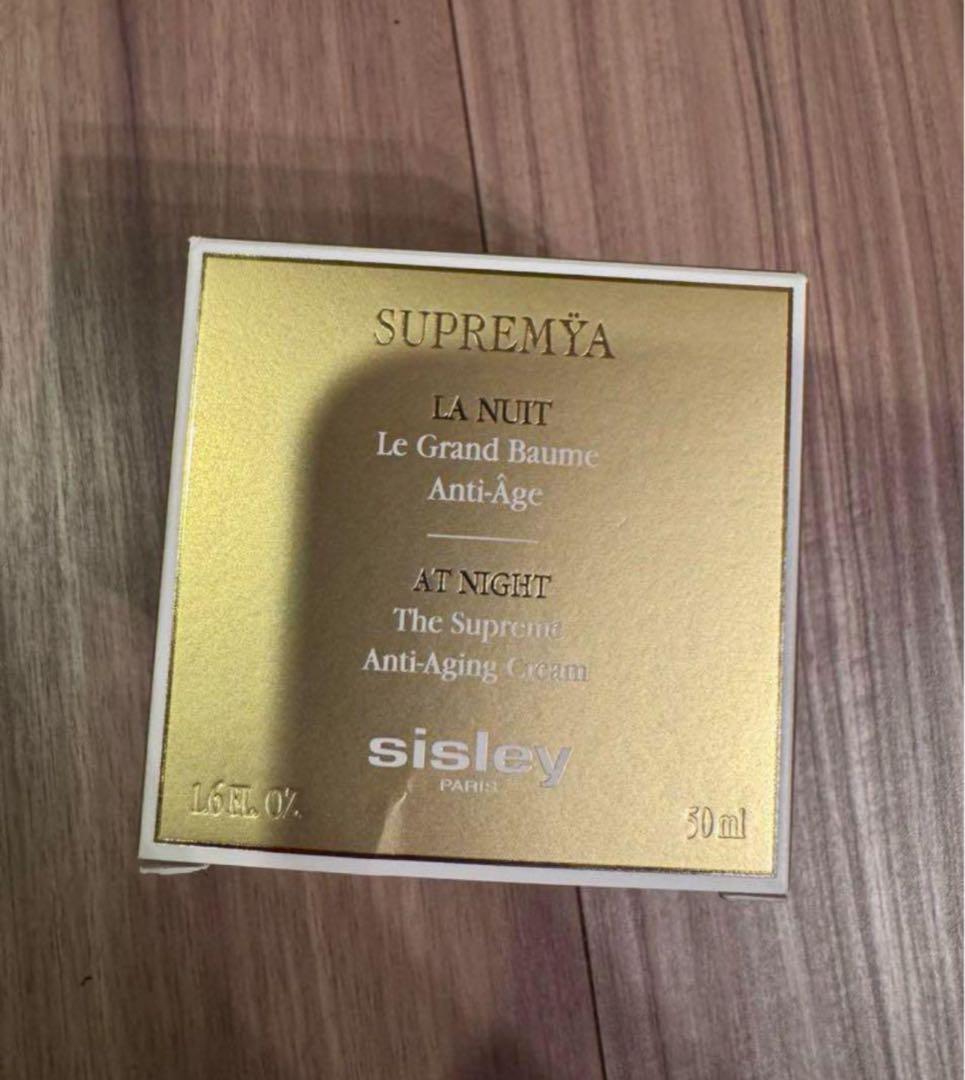 SUPREMŸA
LA NUIT
Le Grand Baume
Anti-Âge
AT NIGHT
The Supreme
Anti-Aging Cream
sisley
PARIS
1.6 FL. OZ.
50 ml